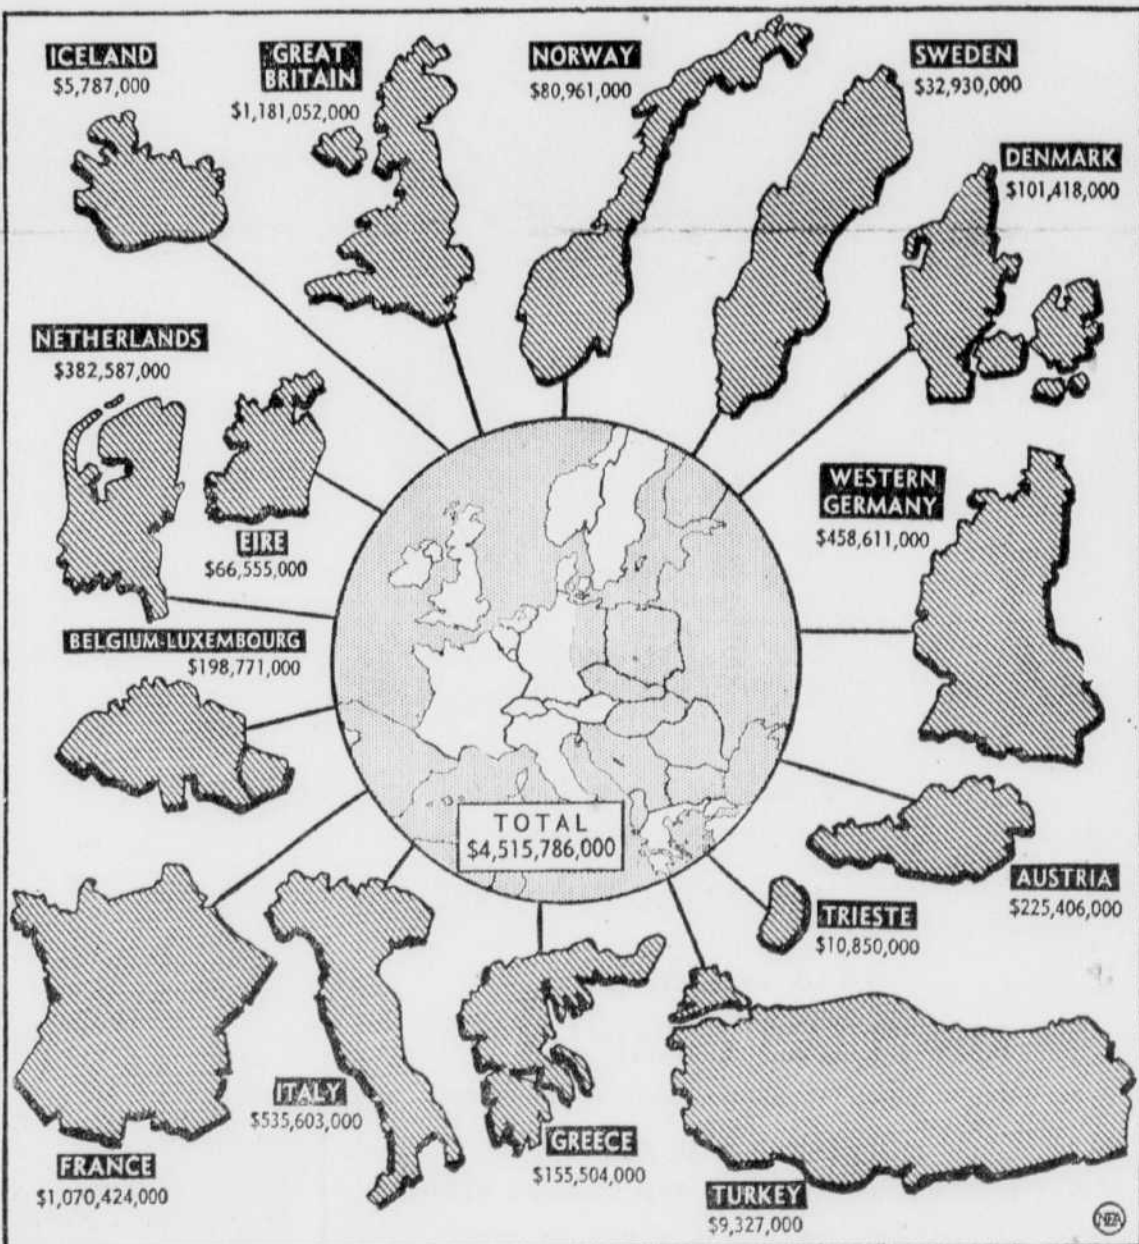 ICELAND
$5,787,000
GREAT
BRITAIN
$1,181,052,000
NORWAY
$80,961,000
SWEDEN
$32,930,000
DENMARK
$101,418,000
NETHERLANDS
$382,587,000
EIRE
$66,555,000
WESTERN
GERMANY
$458,611,000
BELGIUM-LUXEMBOURG
$198,771,000
TOTAL
$4,515,786,000
AUSTRIA
$225,406,000
TRIESTE
$10,850,000
FRANCE
$1,070,424,000
ITALY
$535,603,000
GREECE
$155,504,000
TURKEY
$9,327,000
NEA